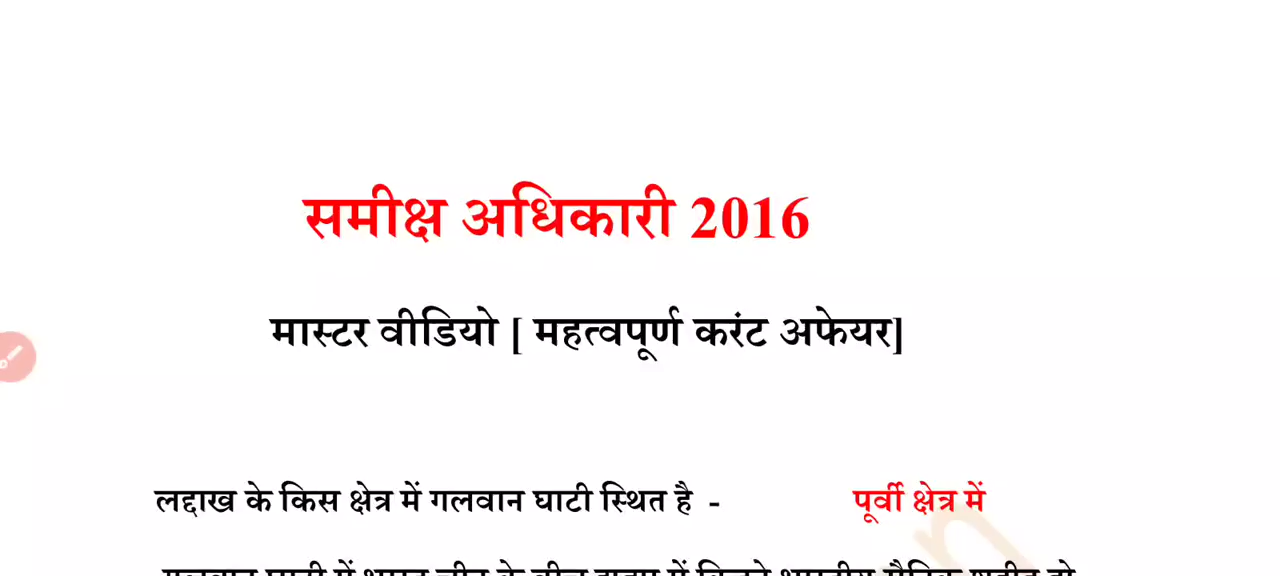 समीक्ष अधिकारी 2016
मास्टर वीडियो [ महत्वपूर्ण करंट अफेयर]
लद्दाख के किस क्षेत्र में गलवान घाटी स्थित है - पूर्वी क्षेत्र में